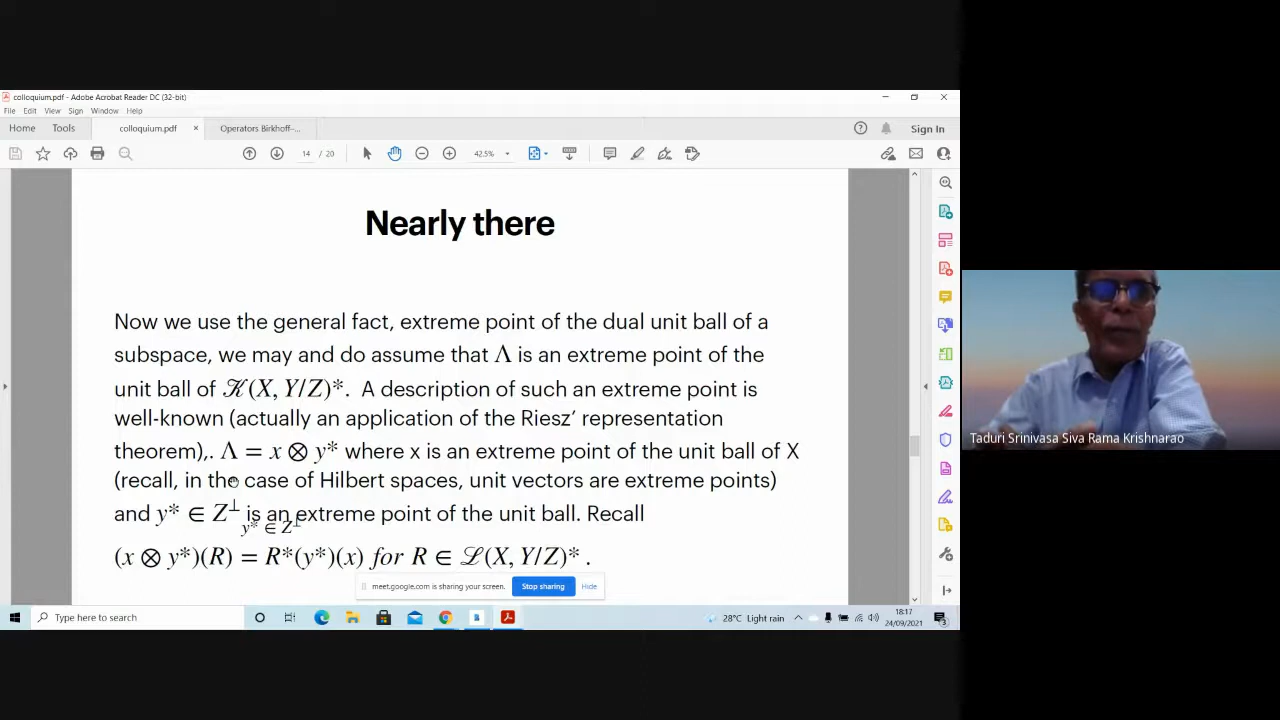 colloquium.pdf - Adobe Acrobat Reader DC (32-bit)
File Edit View Sign Window Help
Home Tools colloquium.pdf × Operators Birkhoff-... Sign In
14 / 20 42.5%
Nearly there
Now we use the general fact, extreme point of the dual unit ball of a
subspace, we may and do assume that Λ is an extreme point of the
unit ball of 𝒦(X, Y/Z)*. A description of such an extreme point is
well-known (actually an application of the Riesz’ representation
theorem),. Λ = x ⊗ y* where x is an extreme point of the unit ball of X
(recall, in the case of Hilbert spaces, unit vectors are extreme points)
and y* ∈ Z⊥ is an extreme point of the unit ball. Recall
y* ∈ Z⊥
(x ⊗ y*)(R) = R*(y*)(x) for R ∈ ℒ(X, Y/Z)* .
meet.google.com is sharing your screen. Stop sharing Hide
Taduri Srinivasa Siva Rama Krishnarao
Type here to search
28°C Light rain
18:17
24/09/2021
3